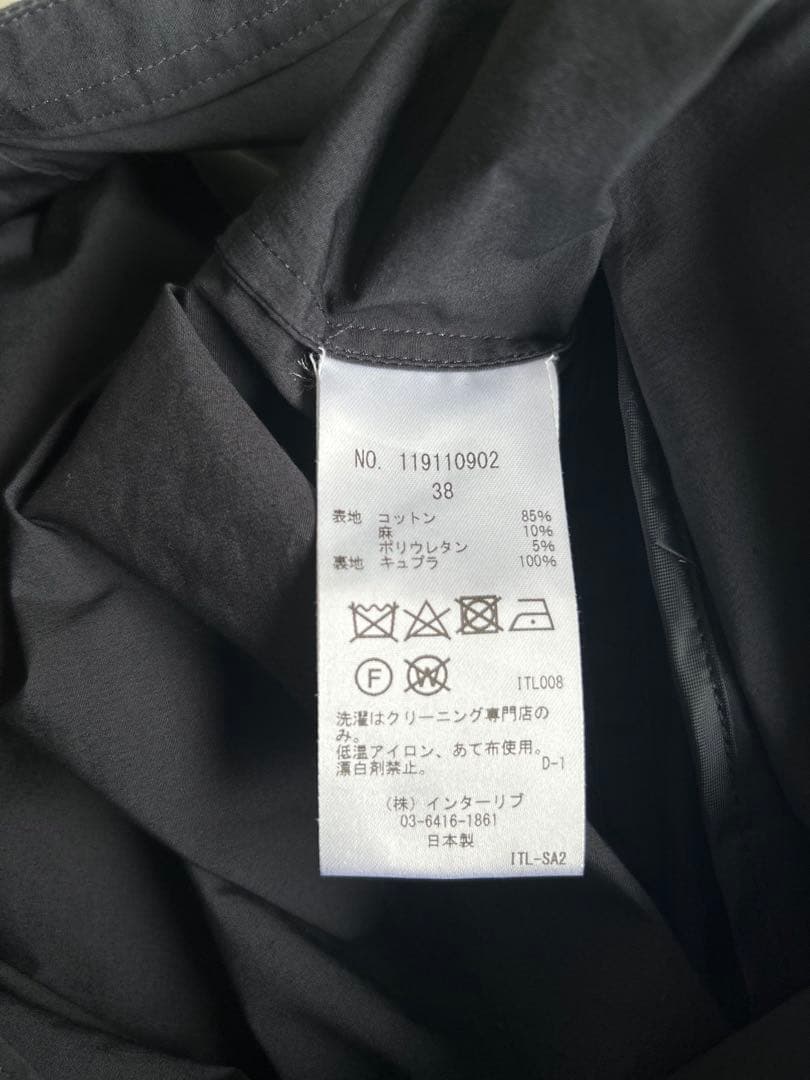 NO. 119110902
38
表地 コットン 85%
麻 10%
ポリウレタン 5%
裏地 キュプラ 100%
F W
ITL008
洗濯はクリーニング専門店の
み。
低温アイロン、あて布使用。
漂白剤禁止。 D-1
(株) インターリブ
03-6416-1861
日本製
ITL-SA2